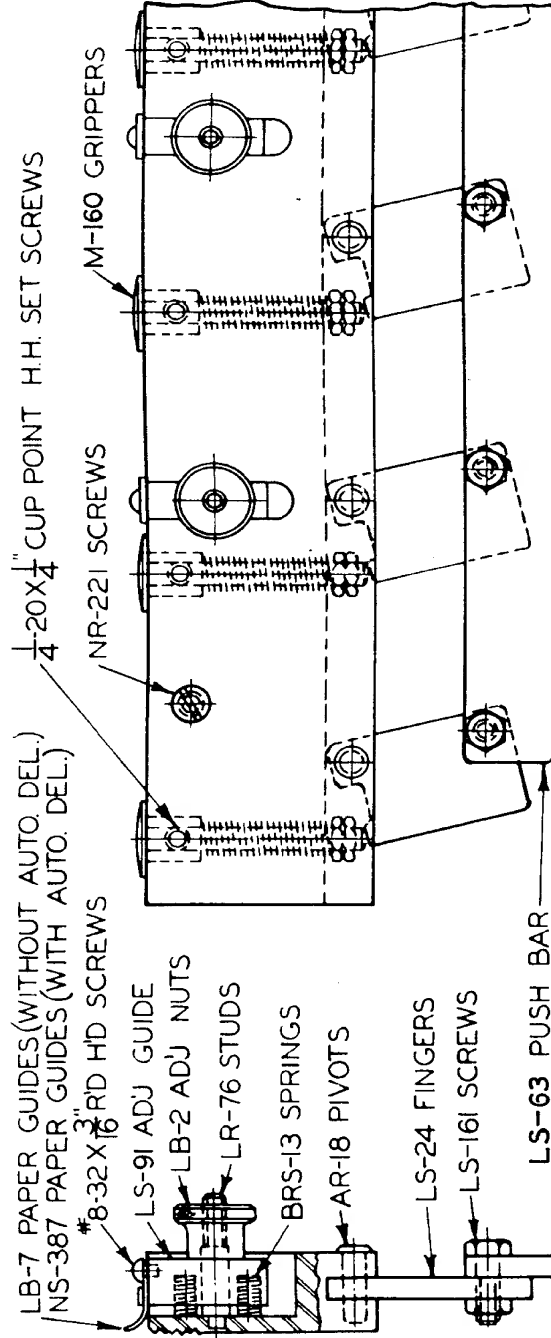 LB-7 PAPER GUIDES (WITHOUT AUTO. DEL.)
NS-387 PAPER GUIDES (WITH AUTO. DEL.)
#8-32 X 3/16" R'D H'D SCREWS
LS-91 ADJ GUIDE
LB-2 ADJ NUTS
LR-76 STUDS
BRS-13 SPRINGS
AR-18 PIVOTS
LS-24 FINGERS
LS-161 SCREWS
LS-63 PUSH BAR
1/4-20 X 1/4" CUP POINT H.H. SET SCREWS
NR-221 SCREWS
M-160 GRIPPERS